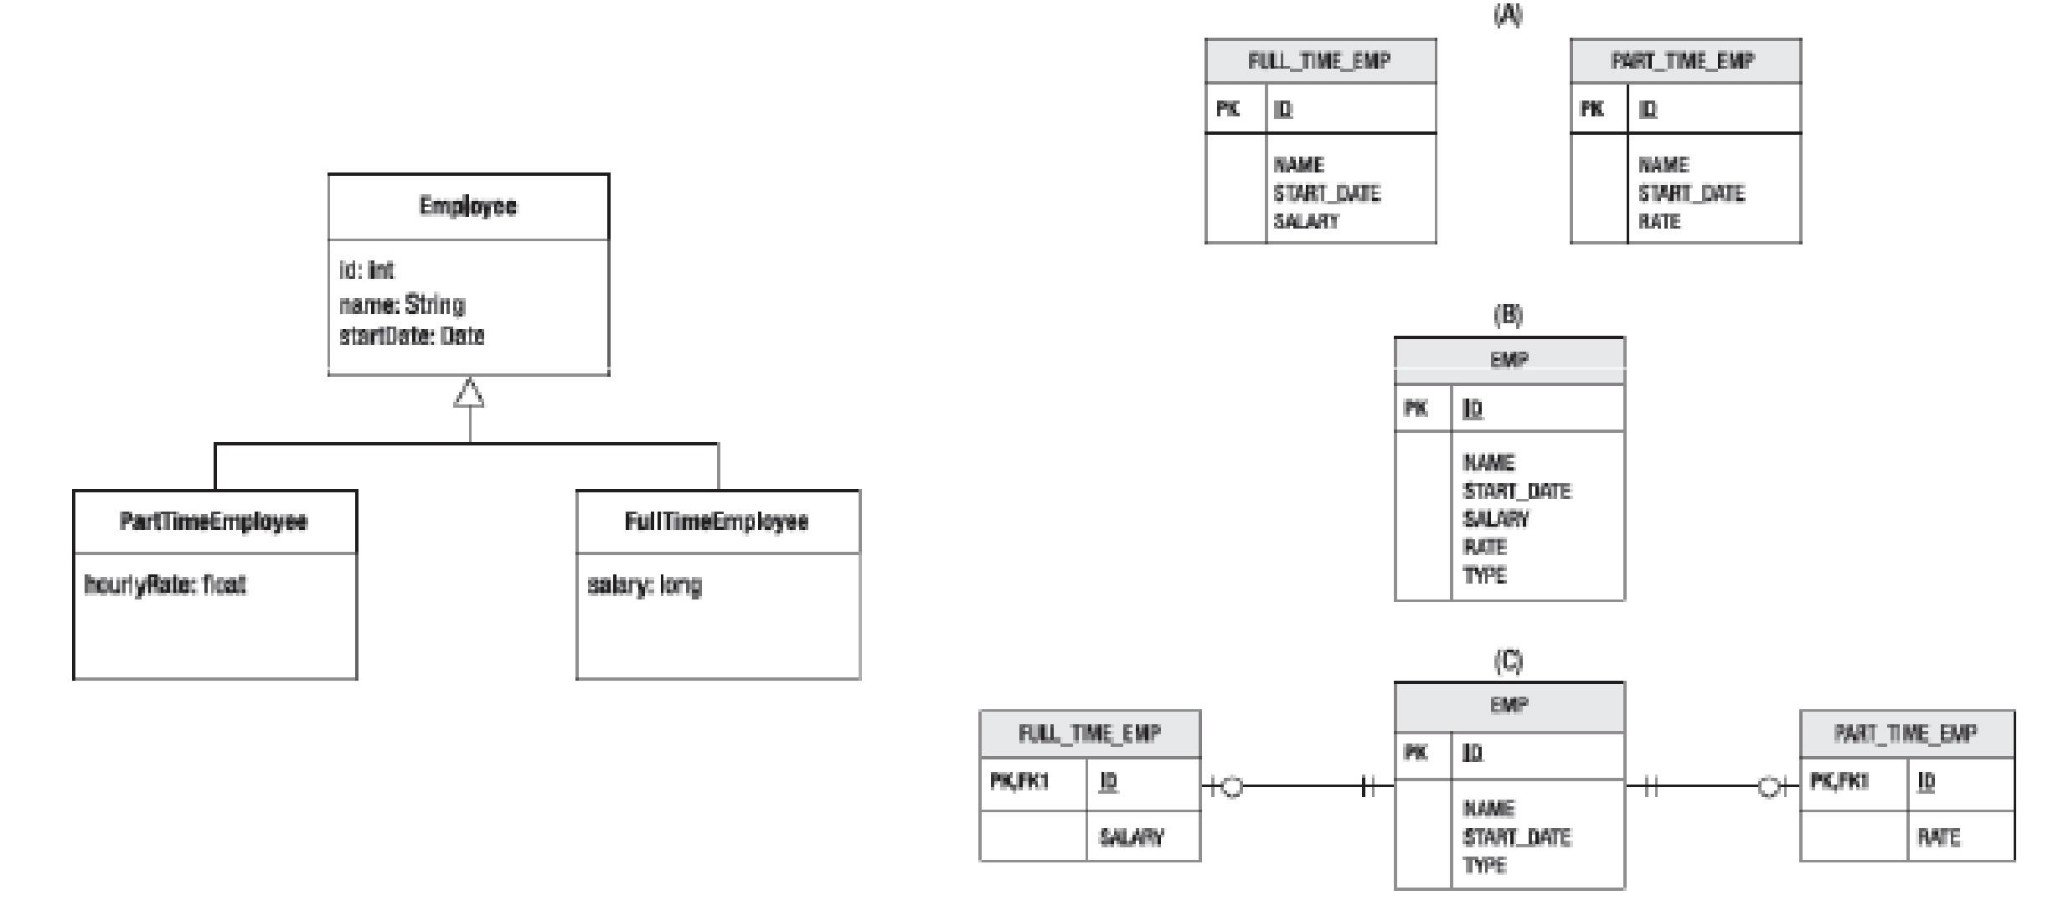 Employee
id: int
name: String
startDate: Date
PartTimeEmployee
hourlyRate: float
FullTimeEmployee
salary: long
(A)
FULL_TIME_EMP
PK ID
NAME
START_DATE
SALARY
PART_TIME_EMP
PK ID
NAME
START_DATE
RATE
(B)
EMP
PK ID
NAME
START_DATE
SALARY
RATE
TYPE
(C)
FULL_TIME_EMP
PK,FK1 ID
SALARY
EMP
PK ID
NAME
START_DATE
TYPE
PART_TIME_EMP
PK,FK1 ID
RATE